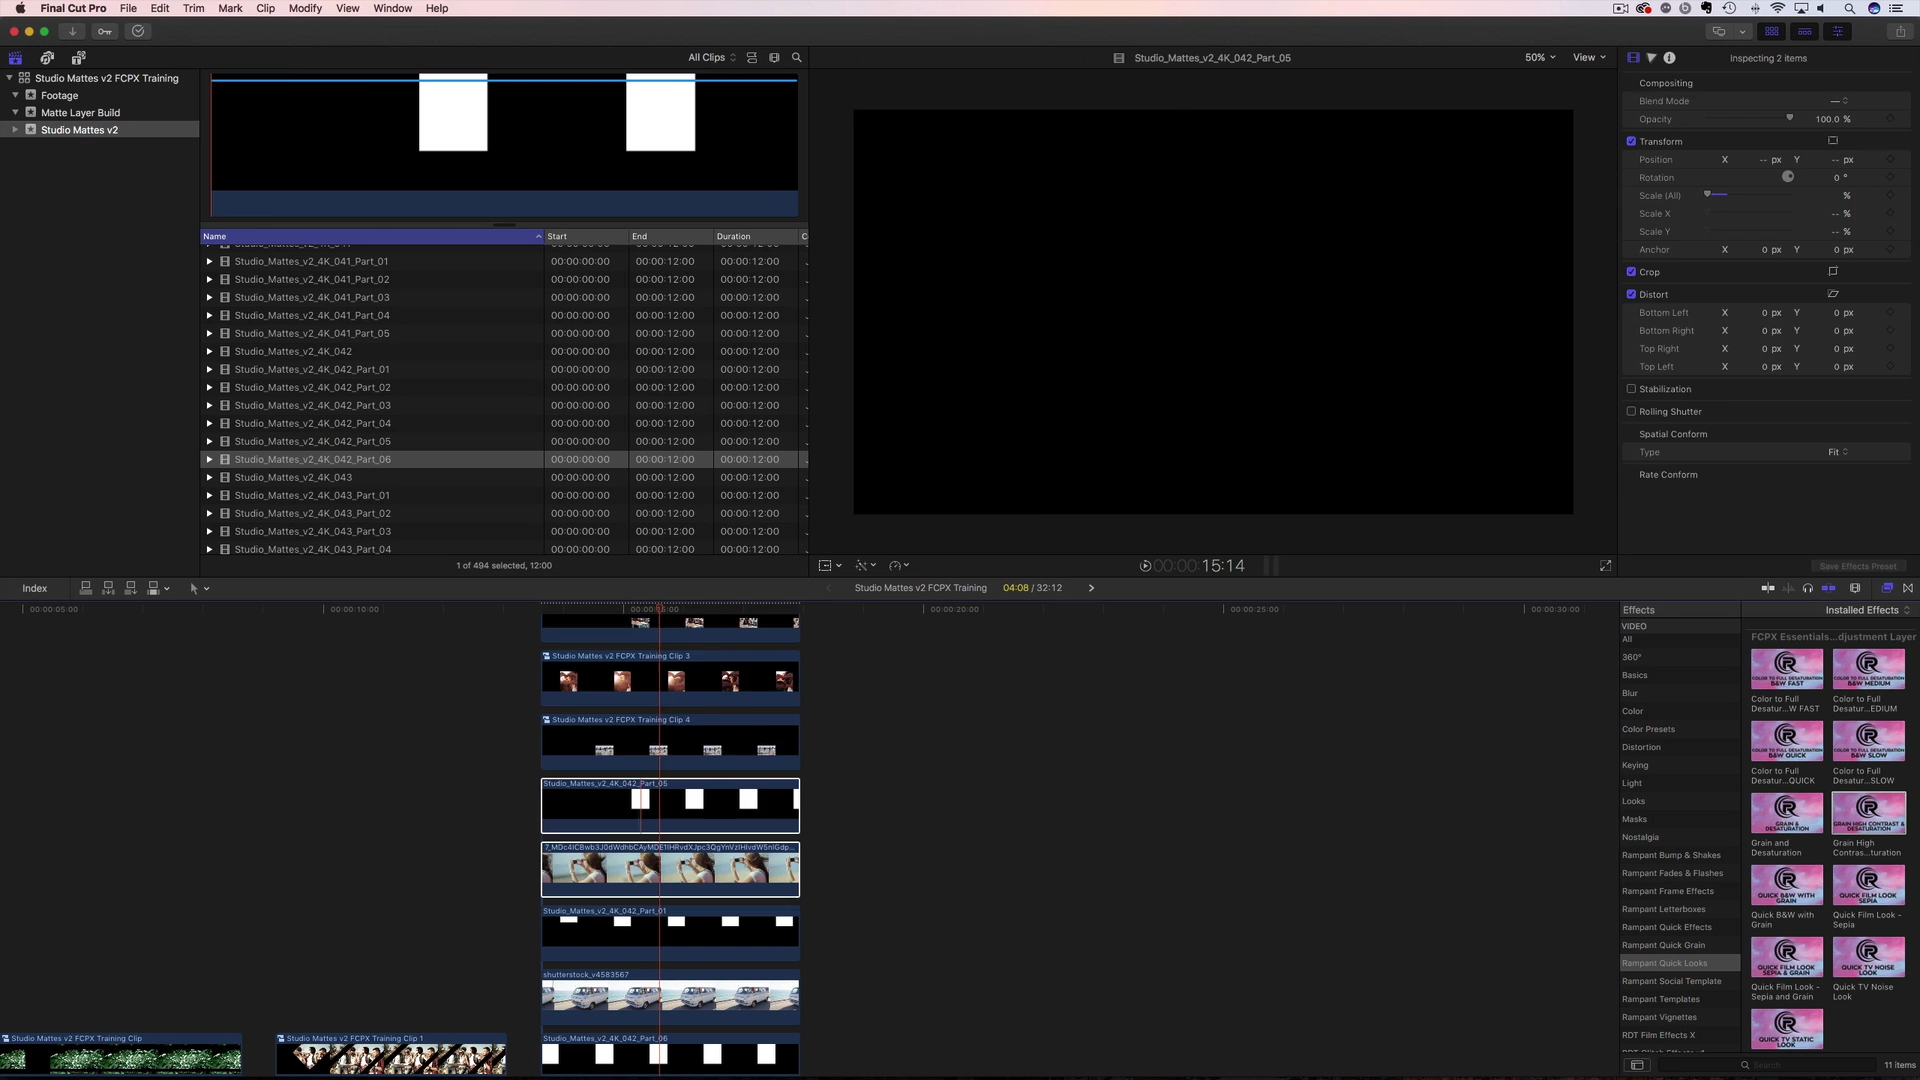 Final Cut Pro File Edit Trim Mark Clip Modify View Window Help
All Clips
Studio_Mattes_v2_4K_042_Part_05
50% View
Inspecting 2 items
Studio Mattes v2 FCPX Training
Footage
Matte Layer Build
Studio Mattes v2
Name Start End Duration
Studio_Mattes_v2_4K_041_Part_01 00:00:00:00 00:00:12:00 00:00:12:00
Studio_Mattes_v2_4K_041_Part_02 00:00:00:00 00:00:12:00 00:00:12:00
Studio_Mattes_v2_4K_041_Part_03 00:00:00:00 00:00:12:00 00:00:12:00
Studio_Mattes_v2_4K_041_Part_04 00:00:00:00 00:00:12:00 00:00:12:00
Studio_Mattes_v2_4K_041_Part_05 00:00:00:00 00:00:12:00 00:00:12:00
Studio_Mattes_v2_4K_042 00:00:00:00 00:00:12:00 00:00:12:00
Studio_Mattes_v2_4K_042_Part_01 00:00:00:00 00:00:12:00 00:00:12:00
Studio_Mattes_v2_4K_042_Part_02 00:00:00:00 00:00:12:00 00:00:12:00
Studio_Mattes_v2_4K_042_Part_03 00:00:00:00 00:00:12:00 00:00:12:00
Studio_Mattes_v2_4K_042_Part_04 00:00:00:00 00:00:12:00 00:00:12:00
Studio_Mattes_v2_4K_042_Part_05 00:00:00:00 00:00:12:00 00:00:12:00
Studio_Mattes_v2_4K_042_Part_06 00:00:00:00 00:00:12:00 00:00:12:00
Studio_Mattes_v2_4K_043 00:00:00:00 00:00:12:00 00:00:12:00
Studio_Mattes_v2_4K_043_Part_01 00:00:00:00 00:00:12:00 00:00:12:00
Studio_Mattes_v2_4K_043_Part_02 00:00:00:00 00:00:12:00 00:00:12:00
Studio_Mattes_v2_4K_043_Part_03 00:00:00:00 00:00:12:00 00:00:12:00
Studio_Mattes_v2_4K_043_Part_04 00:00:00:00 00:00:12:00 00:00:12:00
1 of 494 selected, 12:00
00:00:00:15:14
Compositing
Blend Mode —
Opacity 100.0 %
Transform
Position X -- px Y -- px
Rotation 0 °
Scale (All) %
Scale X -- %
Scale Y -- %
Anchor X 0 px Y 0 px
Crop
Distort
Bottom Left X 0 px Y 0 px
Bottom Right X 0 px Y 0 px
Top Right X 0 px Y 0 px
Top Left X 0 px Y 0 px
Stabilization
Rolling Shutter
Spatial Conform
Type Fit
Rate Conform
Save Effects Preset
Index
Studio Mattes v2 FCPX Training 04:08 / 32:12
00:00:05:00 00:00:10:00 00:00:15:00 00:00:20:00 00:00:25:00 00:00:30:00
Studio Mattes v2 FCPX Training Clip 3
Studio Mattes v2 FCPX Training Clip 4
Studio_Mattes_v2_4K_042_Part_05
Studio_Mattes_v2_4K_042_Part_01
shutterstock_v4583567
Studio Mattes v2 FCPX Training Clip
Studio Mattes v2 FCPX Training Clip 1
Studio_Mattes_v2_4K_042_Part_06
Effects
VIDEO
All
360°
Basics
Blur
Color
Color Presets
Distortion
Keying
Light
Looks
Masks
Nostalgia
Rampant Bump & Shakes
Rampant Fades & Flashes
Rampant Frame Effects
Rampant Letterboxes
Rampant Quick Effects
Rampant Quick Grain
Rampant Quick Looks
Rampant Social Template
Rampant Templates
Rampant Vignettes
RDT Film Effects X
Installed Effects
FCPX Essentials...djustment Layer
COLOR TO FULL DESATURATION
B&W FAST
COLOR TO FULL DESATURATION
B&W MEDIUM
Color to Full
Desatur...W FAST
Color to Full
Desatur...EDIUM
COLOR TO FULL DESATURATION
B&W QUICK
COLOR TO FULL DESATURATION
B&W SLOW
Color to Full
Desatur...QUICK
Color to Full
Desatur...SLOW
GRAIN &
DESATURATION
GRAIN HIGH CONTRAST &
DESATURATION
Grain and
Desaturation
Grain High
Contras...turation
QUICK B&W WITH
GRAIN
QUICK FILM LOOK
SEPIA
Quick B&W with
Grain
Quick Film Look -
Sepia
QUICK FILM LOOK
SEPIA & GRAIN
QUICK TV NOISE
LOOK
Quick Film Look -
Sepia and Grain
Quick TV Noise
Look
QUICK TV STATIC
LOOK
Search
11 items